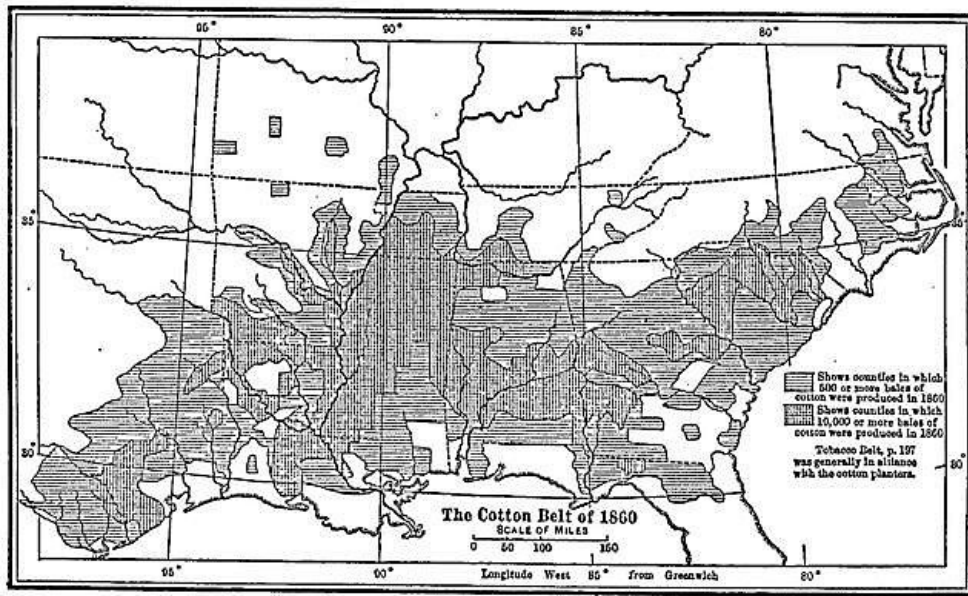 95°
90°
85°
80°
35°
35°
30°
30°
Shows counties in which
500 or more bales of
cotton were produced in 1860
Shows counties in which
10,000 or more bales of
cotton were produced in 1860
Tobacco Belt, p. 197
was generally in alliance
with the cotton planters.
The Cotton Belt of 1860
SCALE OF MILES
0 50 100 150
95°
90°
Longitude West 85° from Greenwich
80°